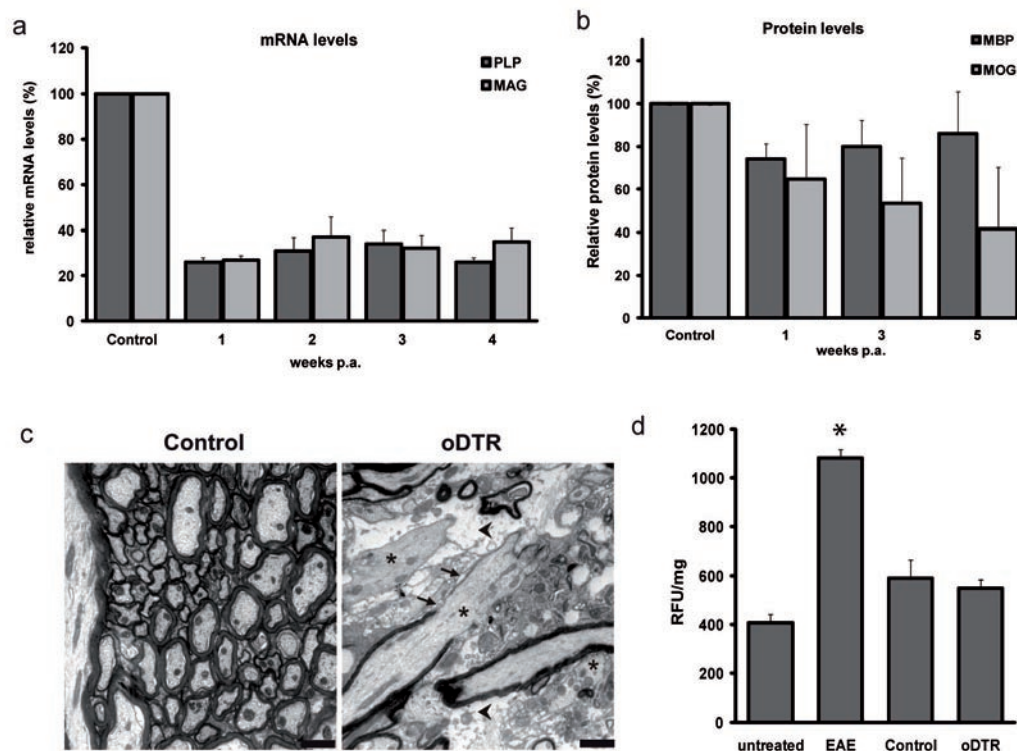 a
mRNA levels
PLP
MAG
relative mRNA levels (%)
120
100
80
60
40
20
0
Control 1 2 3 4
weeks p.a.
b
Protein levels
MBP
MOG
Relative protein levels (%)
120
100
80
60
40
20
0
Control 1 3 5
weeks p.a.
c
Control oDTR
* * *
d
*
RFU/mg
1200
1000
800
600
400
200
0
untreated EAE Control oDTR